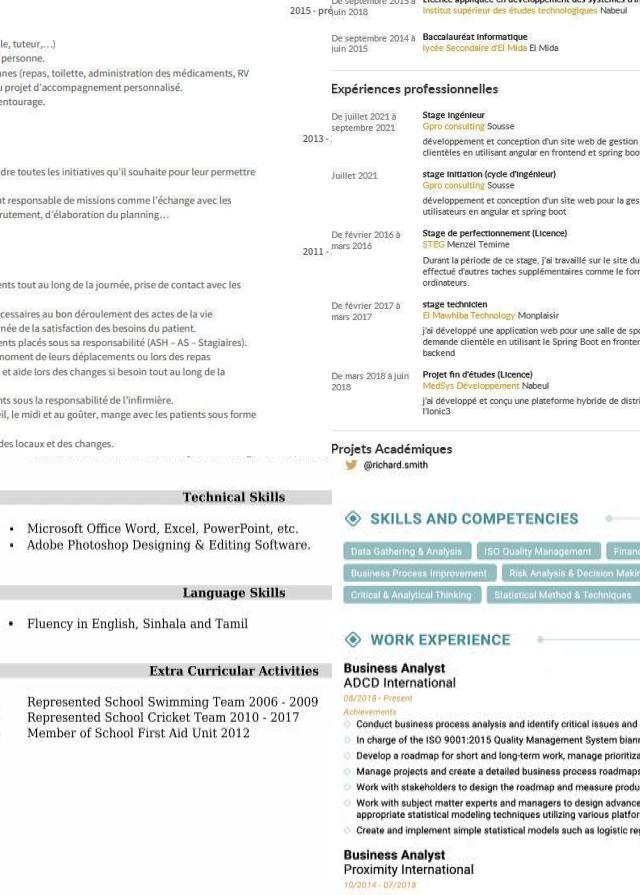 2015 - pré
le, tuteur,…)
personne.
nnes (repas, toilette, administration des médicaments, RV
u projet d'accompagnement personnalisé.
entourage.
2013 -
dre toutes les initiatives qu'il souhaite pour leur permettre
nt responsable de missions comme l'échange avec les
rutement, d'élaboration du planning…
2011 -
ents tout au long de la journée, prise de contact avec les
cessaires au bon déroulement des actes de la vie
née de la satisfaction des besoins du patient.
ents placés sous sa responsabilité (ASH – AS – Stagiaires).
moment de leurs déplacements ou lors des repas
et aide lors des changes si besoin tout au long de la
nts sous la responsabilité de l'infirmière.
eil, le midi et au goûter, mange avec les patients sous forme
des locaux et des changes.
De septembre 2015 à
juin 2018
Licence appliquée en développement des systèmes d'i
Institut supérieur des études technologiques Nabeul
De septembre 2014 à
juin 2015
Baccalauréat Informatique
lycée Secondaire d'El Mida El Mida
Expériences professionnelles
De juillet 2021 à
septembre 2021
Stage Ingénieur
Gpro consulting Sousse
développement et conception d'un site web de gestion
clientèles en utilisant angular en frontend et spring boo
Juillet 2021
stage Initiation (cycle d'ingénieur)
Gpro consulting Sousse
développement et conception d'un site web pour la ges
utilisateurs en angular et spring boot
De février 2016 à
mars 2016
Stage de perfectionnement (Licence)
STEG Menzel Temime
Durant la période de ce stage, j'ai travaillé sur le site du
effectué d'autres taches supplémentaires comme le for
ordinateurs.
De février 2017 à
mars 2017
stage technicien
El Mawhiba Technology Monplaisir
j'ai développé une application web pour une salle de spo
demande clientèle en utilisant le Spring Boot en fronter
backend
De mars 2018 à juin
2018
Projet fin d'études (Licence)
MedSys Développement Nabeul
j'ai développé et conçu une plateforme hybride de distri
l'Ionic3
Projets Académiques
Technical Skills
▪ Microsoft Office Word, Excel, PowerPoint, etc.
▪ Adobe Photoshop Designing & Editing Software.
Language Skills
▪ Fluency in English, Sinhala and Tamil
Extra Curricular Activities
Represented School Swimming Team 2006 - 2009
Represented School Cricket Team 2010 - 2017
Member of School First Aid Unit 2012
@richard.smith
SKILLS AND COMPETENCIES
Data Gathering & Analysis ISO Quality Management Financ
Business Process Improvement Risk Analysis & Decision Makin
Critical & Analytical Thinking Statistical Method & Techniques
WORK EXPERIENCE
Business Analyst
ADCD International
08/2018 - Present
Achievements
Conduct business process analysis and identify critical issues and
In charge of the ISO 9001:2015 Quality Management System biann
Develop a roadmap for short and long-term work, manage prioritiza
Manage projects and create a detailed business process roadmaps
Work with stakeholders to design the roadmap and measure produ
Work with subject matter experts and managers to design advance
appropriate statistical modeling techniques utilizing various platfor
Create and implement simple statistical models such as logistic reg
Business Analyst
Proximity International
10/2014 - 07/2018